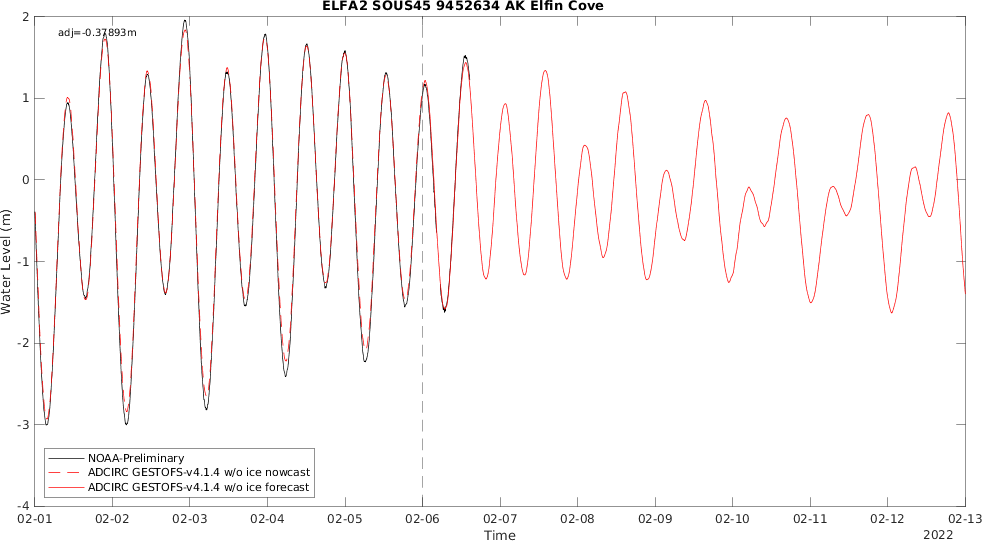 ELFA2 SOUS45 9452634 AK Elfin Cove
adj=-0.37893m
2
1
0
-1
-2
-3
-4
Water Level (m)
NOAA-Preliminary
ADCIRC GESTOFS-v4.1.4 w/o ice nowcast
ADCIRC GESTOFS-v4.1.4 w/o ice forecast
02-01 02-02 02-03 02-04 02-05 02-06 02-07 02-08 02-09 02-10 02-11 02-12 02-13
Time
2022